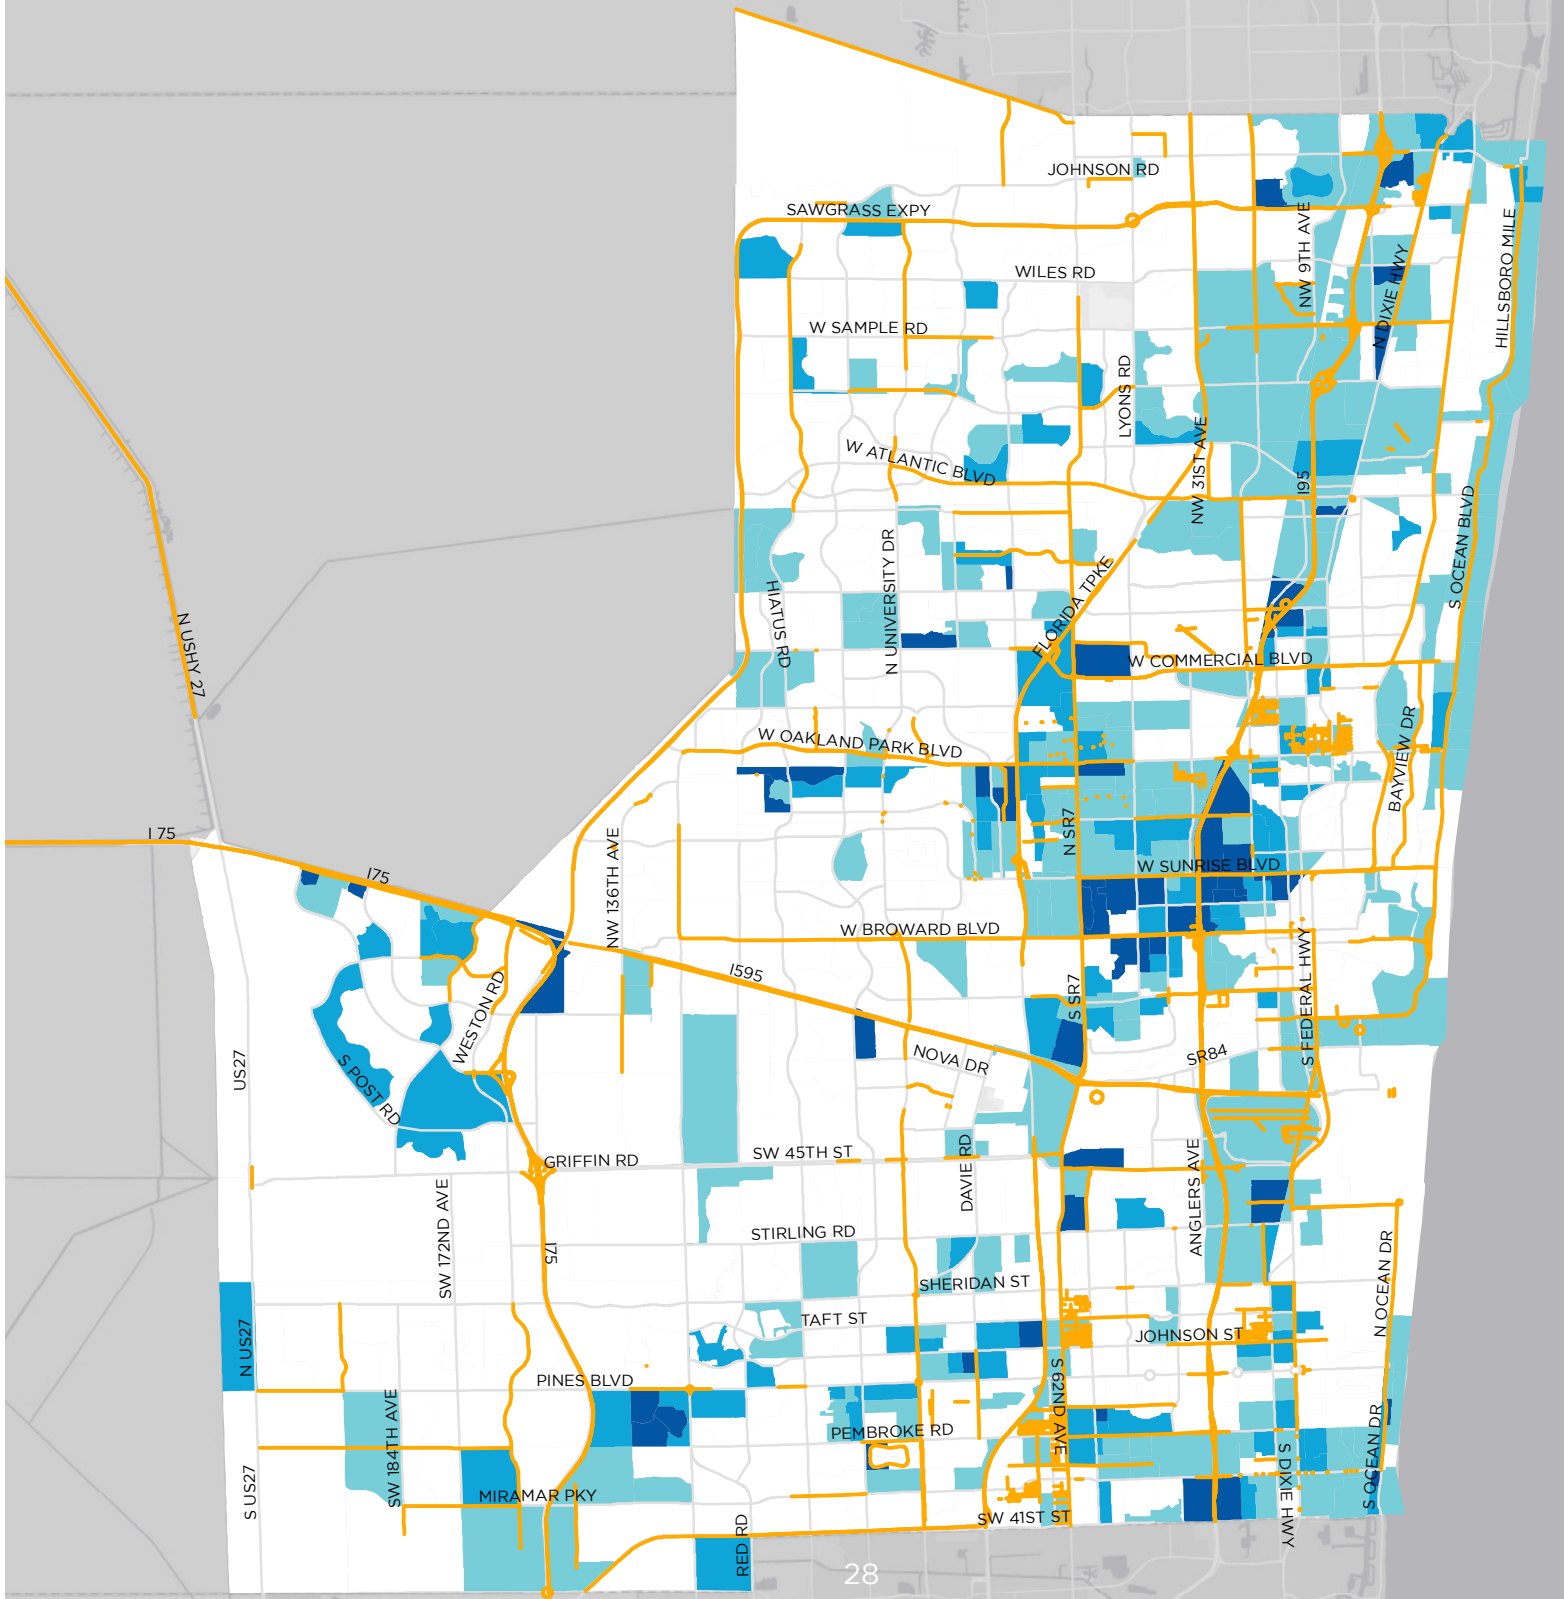 JOHNSON RD
SAWGRASS EXPY
NW 9TH AVE
HILLSBORO MILE
WILES RD
N DIXIE HWY
W SAMPLE RD
LYONS RD
W ATLANTIC BLVD
NW 31ST AVE
I95
S OCEAN BLVD
N UNIVERSITY DR
HIATUS RD
FLORIDA TPKE
N USHY 27
W COMMERCIAL BLVD
W OAKLAND PARK BLVD
BAYVIEW DR
I 75
N SR7
I75
NW 136TH AVE
W SUNRISE BLVD
W BROWARD BLVD
I595
WESTON RD
S SR7
S FEDERAL HWY
US27
S POST RD
NOVA DR
SR84
GRIFFIN RD
SW 45TH ST
DAVIE RD
ANGLERS AVE
SW 172ND AVE
I75
STIRLING RD
N OCEAN DR
SHERIDAN ST
N US27
TAFT ST
JOHNSON ST
PINES BLVD
S 62ND AVE
SW 184TH AVE
PEMBROKE RD
S OCEAN DR
S US27
MIRAMAR PKY
S DIXIE HWY
SW 41ST ST
RED RD
28